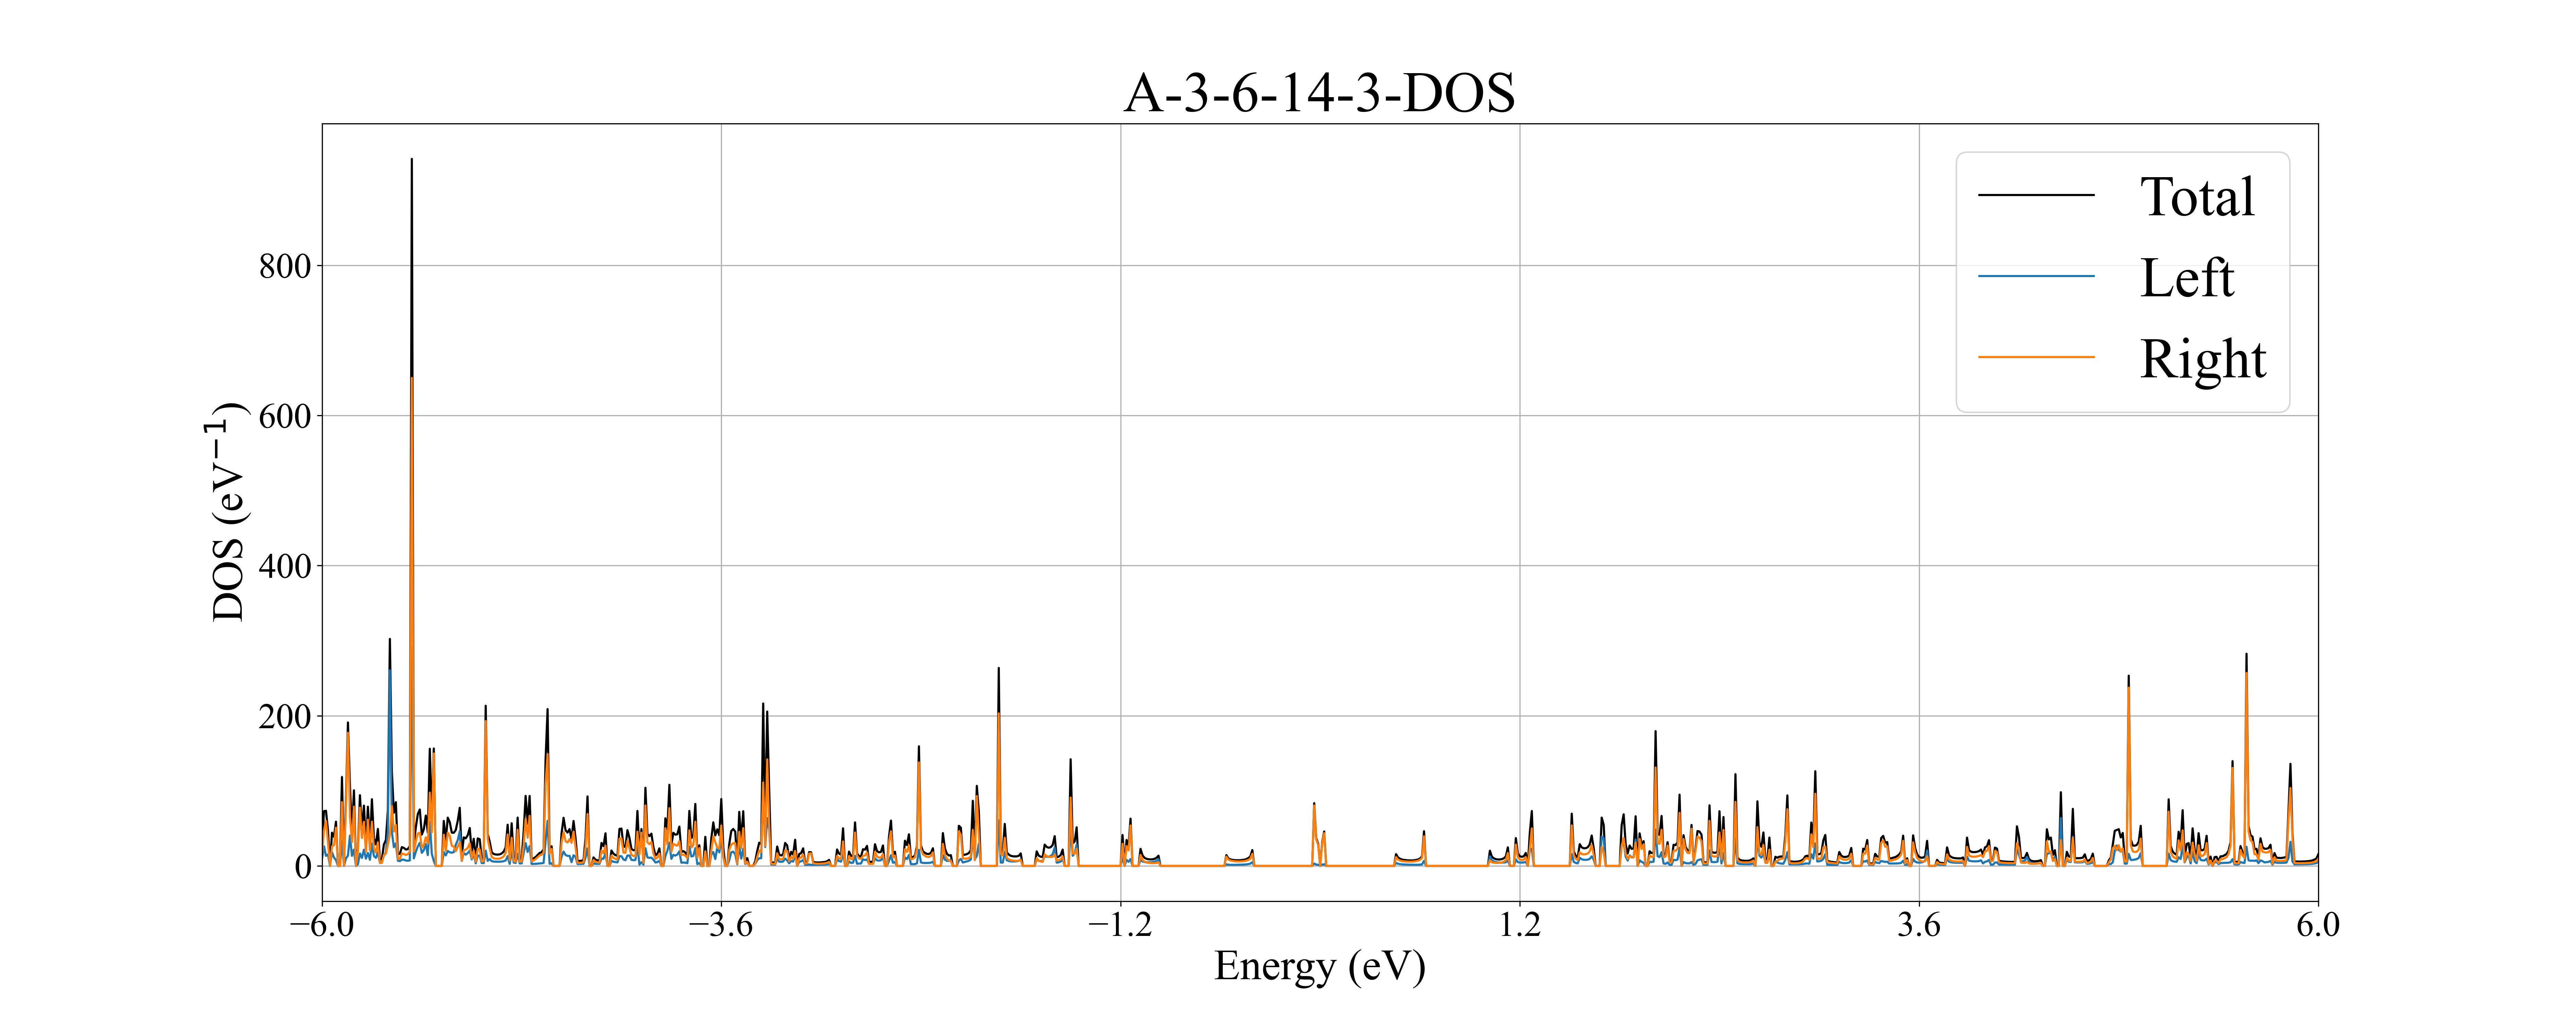 A-3-6-14-3-DOS
Total
Left
Right
DOS (eV⁻¹)
800
600
400
200
0
−6.0 −3.6 −1.2 1.2 3.6 6.0
Energy (eV)